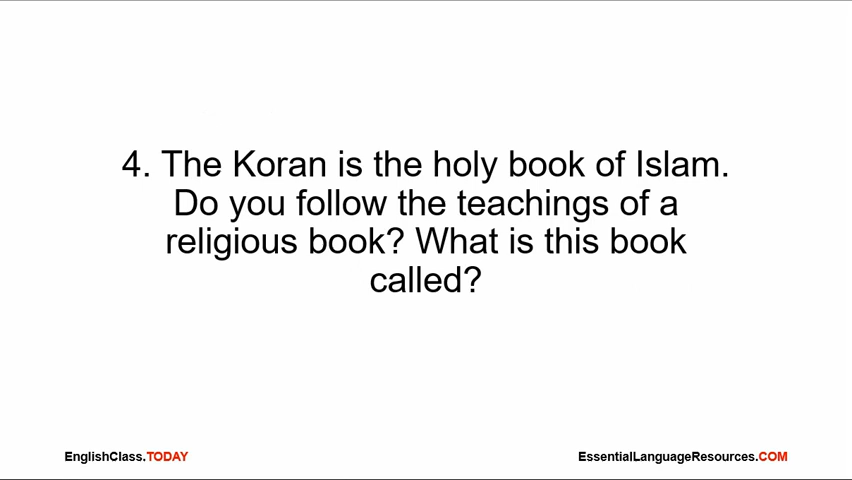 4. The Koran is the holy book of Islam.
Do you follow the teachings of a
religious book? What is this book
called?
EnglishClass.TODAY
EssentialLanguageResources.COM